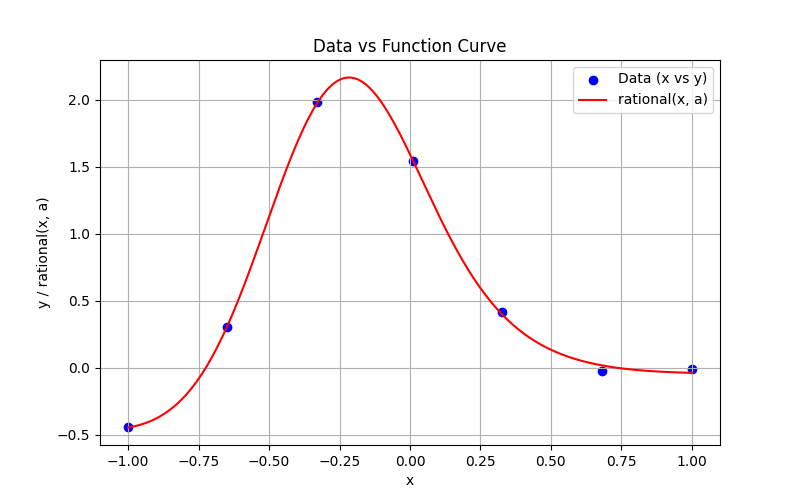 Data vs Function Curve
Data (x vs y)
rational(x, a)
y / rational(x, a)
2.0
1.5
1.0
0.5
0.0
−0.5
−1.00 −0.75 −0.50 −0.25 0.00 0.25 0.50 0.75 1.00
x